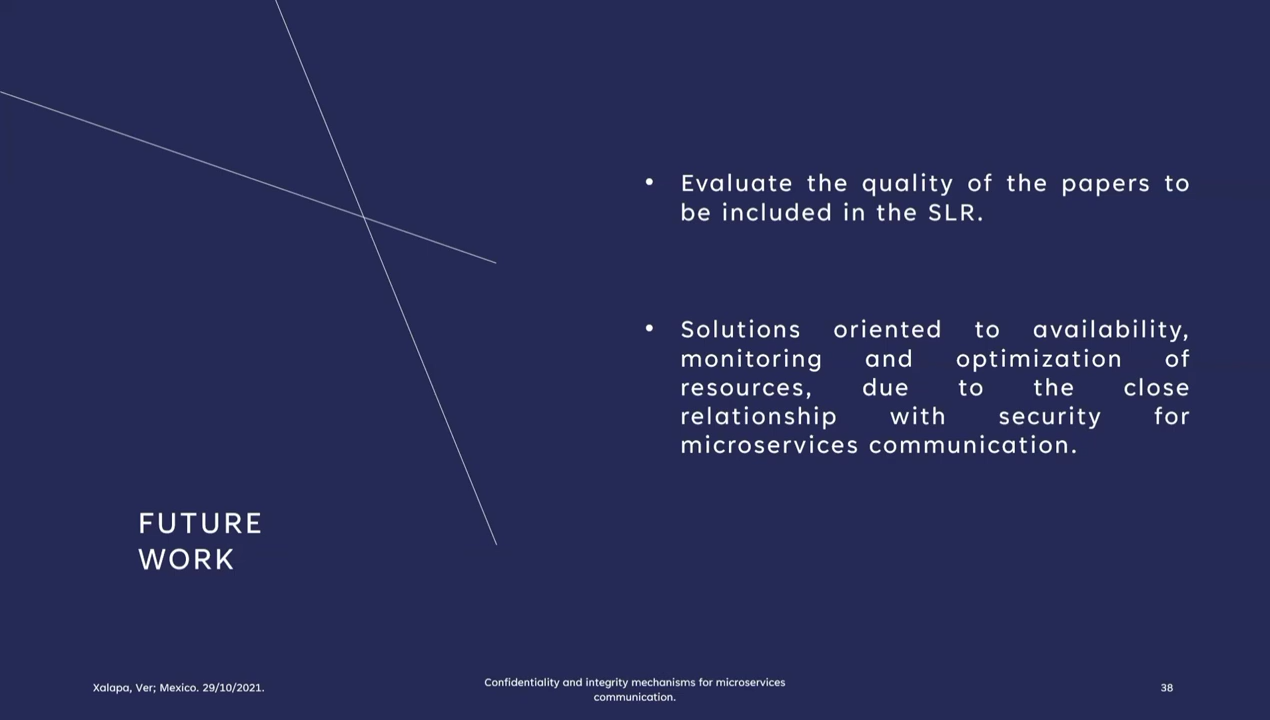 Evaluate the quality of the papers to
be included in the SLR.
Solutions oriented to availability,
monitoring and optimization of
resources, due to the close
relationship with security for
microservices communication.
FUTURE
WORK
Xalapa, Ver; Mexico. 29/10/2021.
Confidentiality and integrity mechanisms for microservices
communication.
38